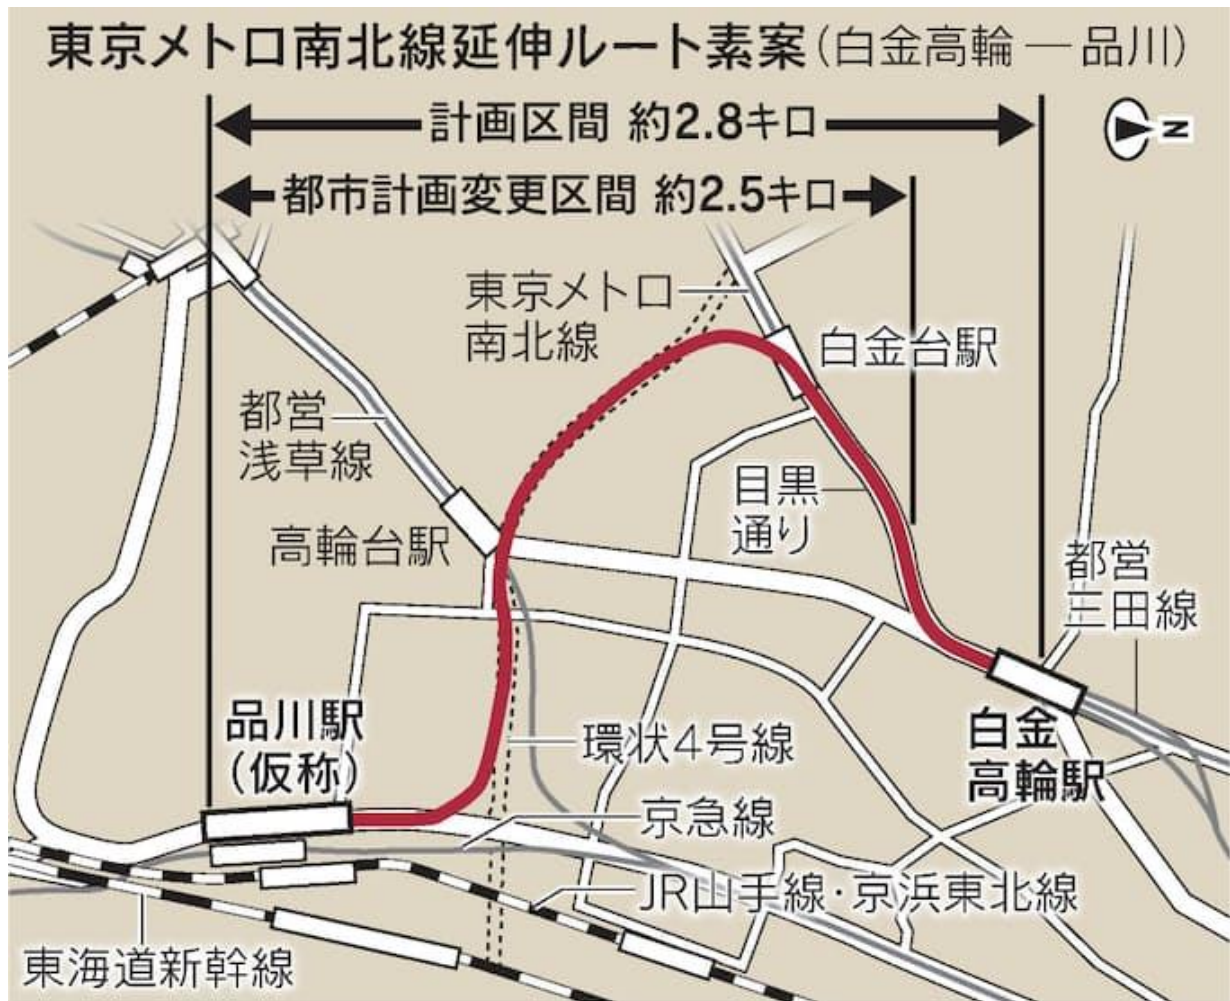 東京メトロ南北線延伸ルート素案(白金高輪―品川)
計画区間 約2.8キロ
N
都市計画変更区間 約2.5キロ
東京メトロ
南北線
白金台駅
都営
浅草線
目黒
通り
高輪台駅
都営
三田線
品川駅
(仮称)
環状4号線
白金
高輪駅
京急線
JR山手線・京浜東北線
東海道新幹線